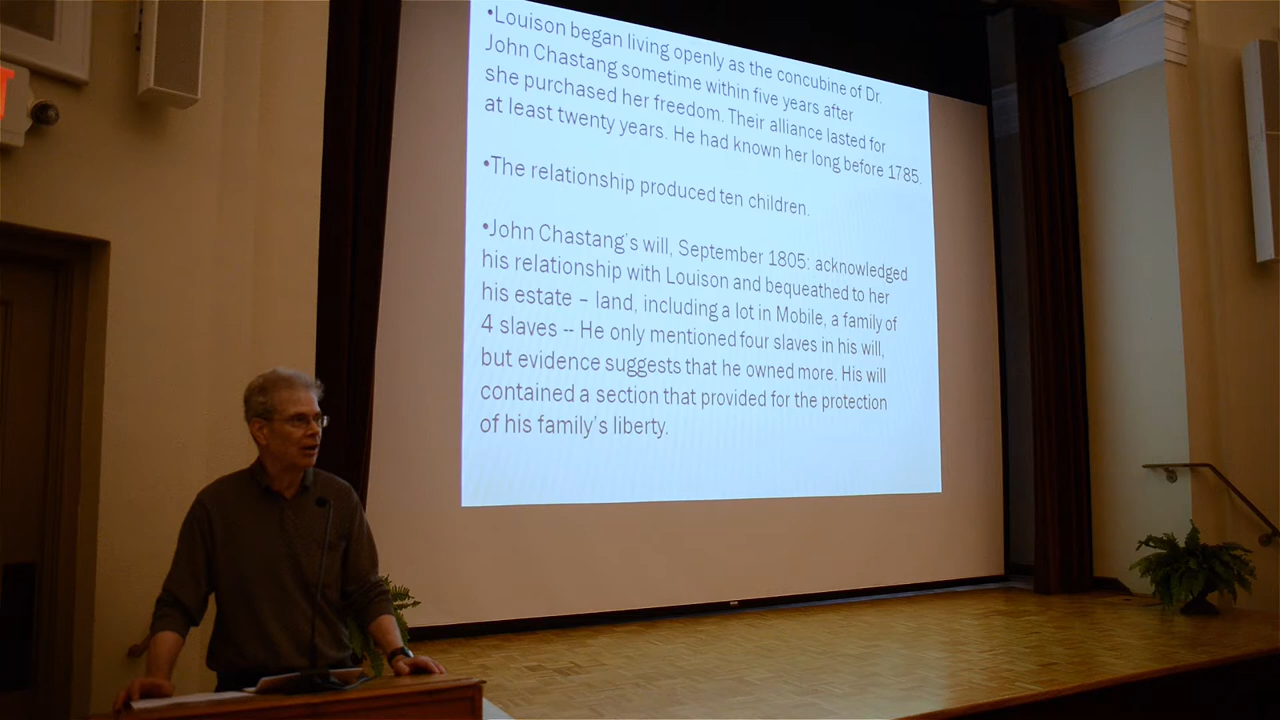 •Louison began living openly as the concubine of Dr.
John Chastang sometime within five years after
she purchased her freedom. Their alliance lasted for
at least twenty years. He had known her long before 1785.
•The relationship produced ten children.
•John Chastang's will, September 1805: acknowledged
his relationship with Louison and bequeathed to her
his estate – land, including a lot in Mobile, a family of
4 slaves -- He only mentioned four slaves in his will,
but evidence suggests that he owned more. His will
contained a section that provided for the protection
of his family's liberty.